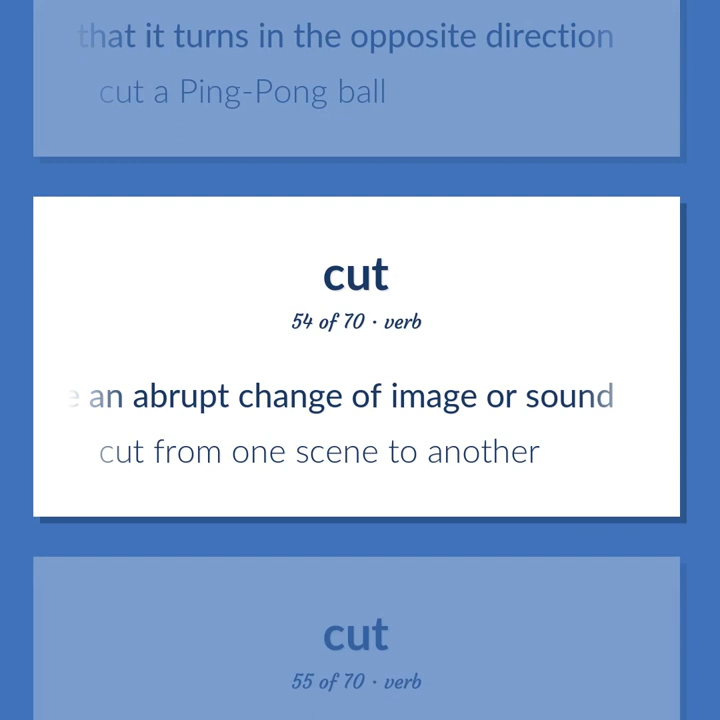 that it turns in the opposite direction
cut a Ping-Pong ball
cut
54 of 70 · verb
an abrupt change of image or sound
cut from one scene to another
cut
55 of 70 · verb